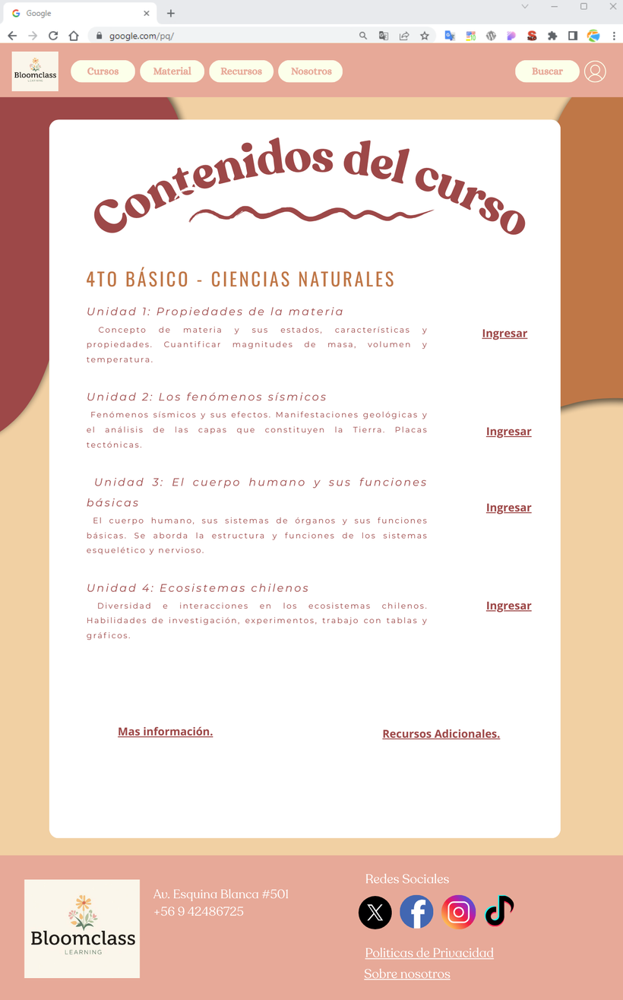 Google
google.com/pq/
Bloomclass
Cursos
Material
Recursos
Nosotros
Buscar
Contenidos del curso
4TO BÁSICO - CIENCIAS NATURALES
Unidad 1: Propiedades de la materia
Concepto de materia y sus estados, características y
propiedades. Cuantificar magnitudes de masa, volumen y
temperatura.
Ingresar
Unidad 2: Los fenómenos sísmicos
Fenómenos sísmicos y sus efectos. Manifestaciones geológicas y
el análisis de las capas que constituyen la Tierra. Placas
tectónicas.
Ingresar
Unidad 3: El cuerpo humano y sus funciones
básicas
El cuerpo humano, sus sistemas de órganos y sus funciones
básicas. Se aborda la estructura y funciones de los sistemas
esquelético y nervioso.
Ingresar
Unidad 4: Ecosistemas chilenos
Diversidad e interacciones en los ecosistemas chilenos.
Habilidades de investigación, experimentos, trabajo con tablas y
gráficos.
Ingresar
Mas información.
Recursos Adicionales.
Bloomclass
LEARNING
Av. Esquina Blanca #501
+56 9 42486725
Redes Sociales
Politicas de Privacidad
Sobre nosotros